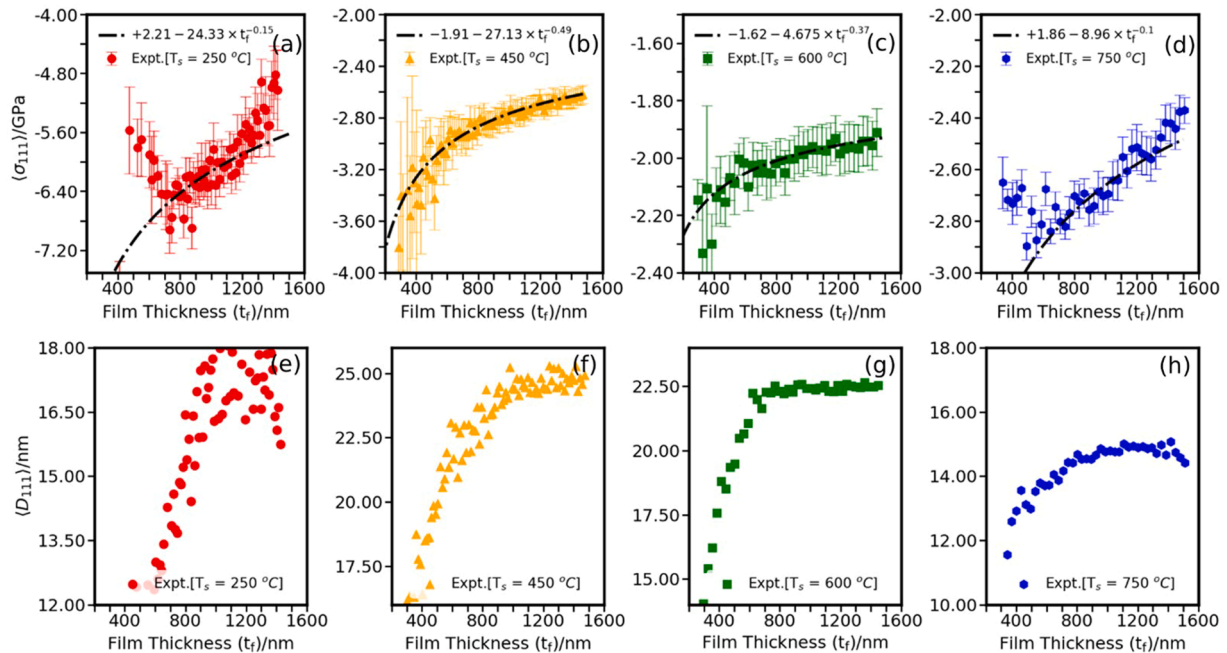 -4.00
-4.80
-5.60
-6.40
-7.20
400 800 1200 1600
⟨σ₁₁₁⟩/GPa
Film Thickness (t_f)/nm
+2.21 − 24.33 × t_f^−0.15
Expt.[T_s = 250 °C]
(a)
-2.00
-2.40
-2.80
-3.20
-3.60
-4.00
400 800 1200 1600
Film Thickness (t_f)/nm
−1.91 − 27.13 × t_f^−0.49
Expt.[T_s = 450 °C]
(b)
-1.60
-1.80
-2.00
-2.20
-2.40
400 800 1200 1600
Film Thickness (t_f)/nm
−1.62 − 4.675 × t_f^−0.37
Expt.[T_s = 600 °C]
(c)
-2.00
-2.20
-2.40
-2.60
-2.80
-3.00
400 800 1200 1600
Film Thickness (t_f)/nm
+1.86 − 8.96 × t_f^−0.1
Expt.[T_s = 750 °C]
(d)
18.00
16.50
15.00
13.50
12.00
400 800 1200 1600
⟨D₁₁₁⟩/nm
Film Thickness (t_f)/nm
Expt.[T_s = 250 °C]
(e)
25.00
22.50
20.00
17.50
400 800 1200 1600
Film Thickness (t_f)/nm
Expt.[T_s = 450 °C]
(f)
22.50
20.00
17.50
15.00
400 800 1200 1600
Film Thickness (t_f)/nm
Expt.[T_s = 600 °C]
(g)
18.00
16.00
14.00
12.00
10.00
400 800 1200 1600
Film Thickness (t_f)/nm
Expt.[T_s = 750 °C]
(h)